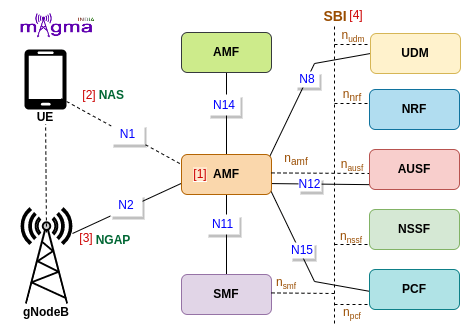 INDIA
magma
SBI [4]
n_udm
AMF
UDM
[2] NAS
N8
UE
N14
n_nrf
NRF
N1
n_amf
n_ausf
[1] AMF
AUSF
N12
N2
N11
n_nssf
NSSF
[3] NGAP
N15
n_smf
SMF
PCF
gNodeB
n_pcf